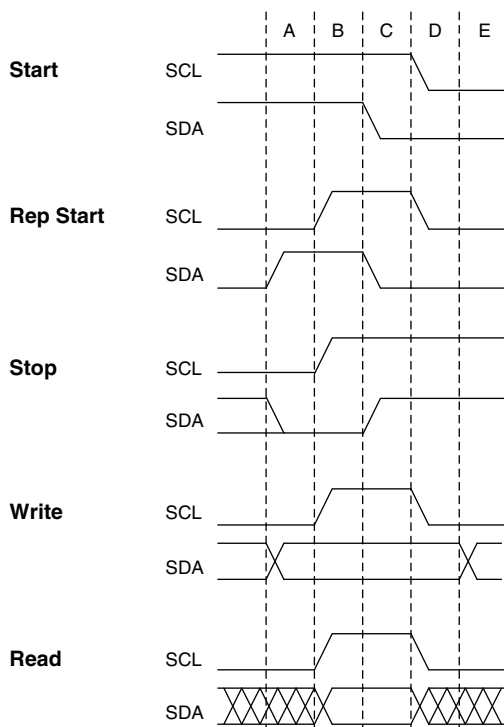 A B C D E
Start SCL
SDA
Rep Start SCL
SDA
Stop SCL
SDA
Write SCL
SDA
Read SCL
SDA